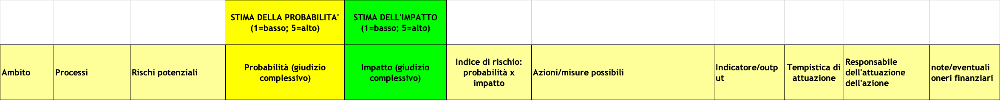 STIMA DELLA PROBABILITA'
(1=basso; 5=alto)
STIMA DELL'IMPATTO
(1=basso; 5=alto)
Ambito
Processi
Rischi potenziali
Probabilità (giudizio
complessivo)
Impatto (giudizio
complessivo)
Indice di rischio:
probabilità x
impatto
Azioni/misure possibili
Indicatore/outp
ut
Tempistica di
attuazione
Responsabile
dell'attuazione
dell'azione
note/eventuali
oneri finanziari